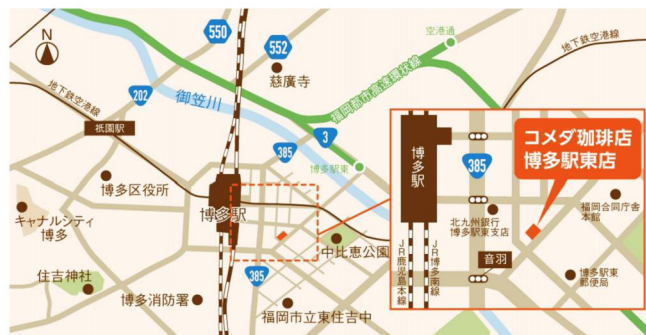 N
550
552
慈廣寺
空港通
地下鉄空港線
福岡都市高速環状線
地下鉄空港線
202
御笠川
3
祇園駅
385
博多駅東
博多区役所
博多駅
キャナルシティ
博多
中比恵公園
住吉神社
385
博多消防署
福岡市立東住吉中
コメダ珈琲店
博多駅東店
博多駅
385
北九州銀行
博多駅東支店
福岡合同庁舎
本館
音羽
JR鹿児島本線
JR博多南線
博多駅東
郵便局